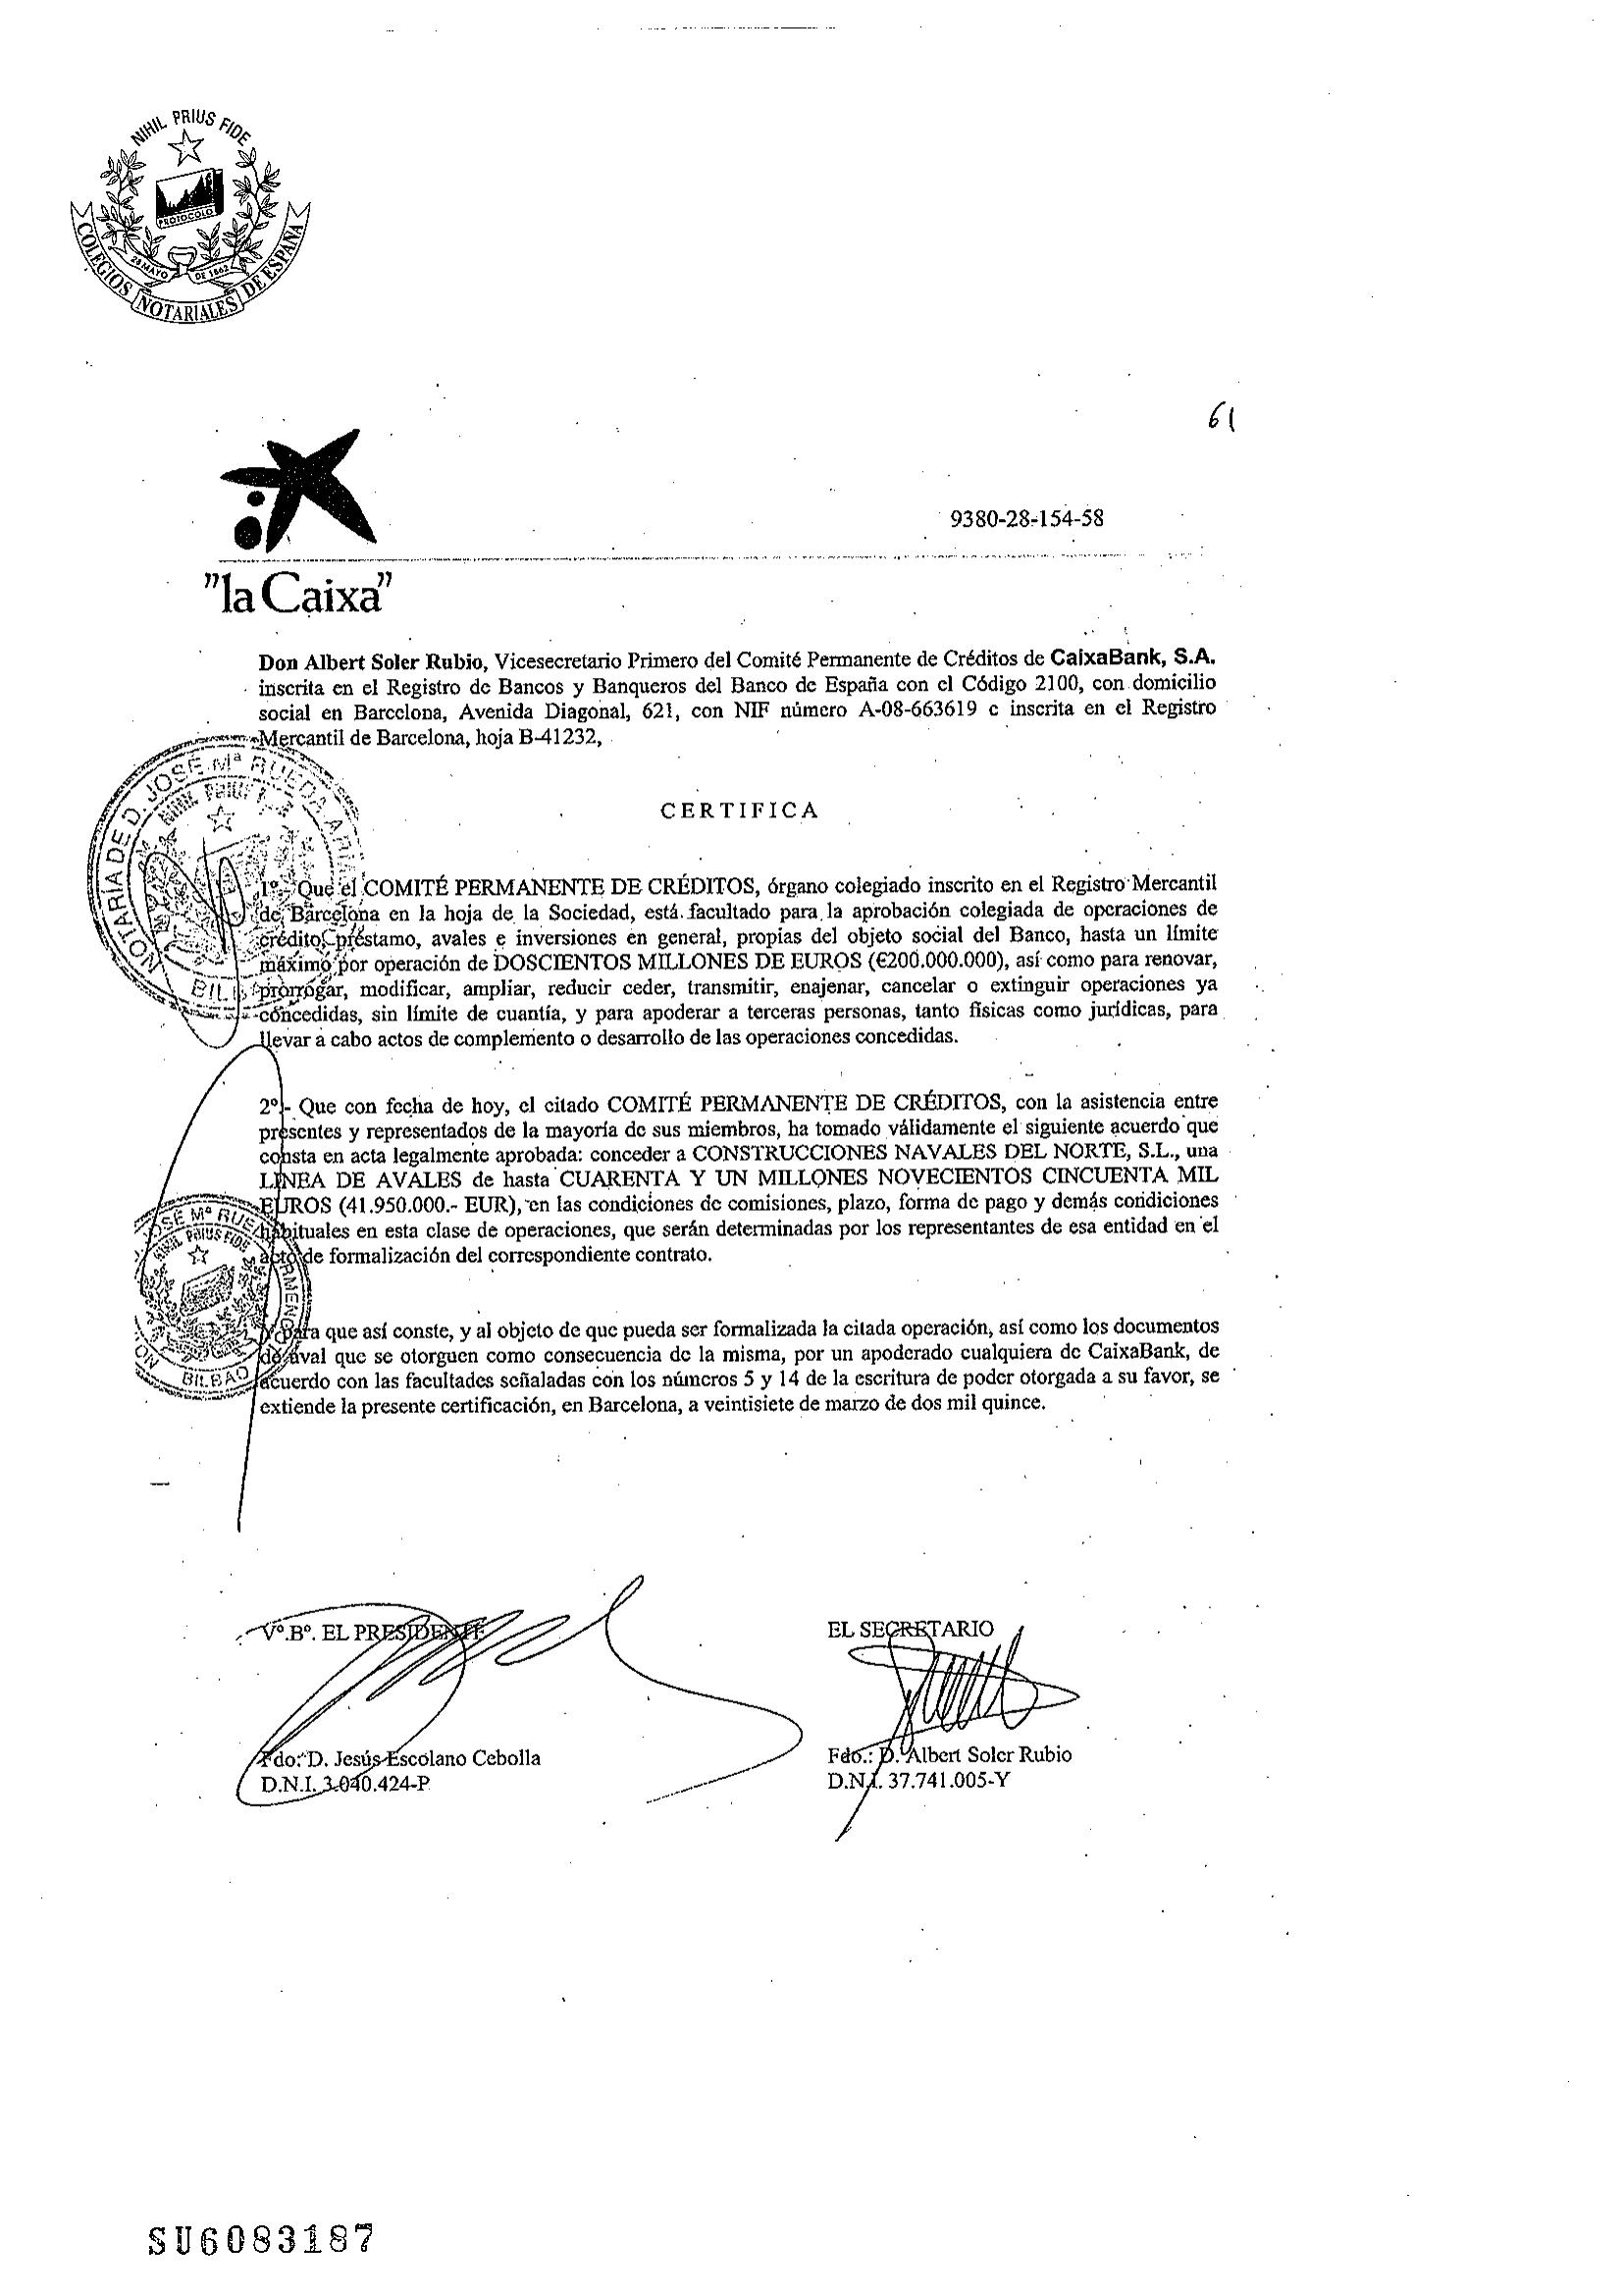 NIHIL PRIUS FIDE
PROTOCOLO
28 MAYO DE 1862
COLEGIOS NOTARIALES DE ESPAÑA
61
9380-28-154-58
"la Caixa"
Don Albert Soler Rubio, Vicesecretario Primero del Comité Permanente de Créditos de CaixaBank, S.A.
inscrita en el Registro de Bancos y Banqueros del Banco de España con el Código 2100, con domicilio
social en Barcelona, Avenida Diagonal, 621, con NIF número A-08-663619 e inscrita en el Registro
Mercantil de Barcelona, hoja B-41232,
NOTARÍA DE D. JOSÉ Mª RUEDA
CERTIFICA
1º.- Que el COMITÉ PERMANENTE DE CRÉDITOS, órgano colegiado inscrito en el Registro Mercantil
de Barcelona en la hoja de la Sociedad, está facultado para la aprobación colegiada de operaciones de
crédito, préstamo, avales e inversiones en general, propias del objeto social del Banco, hasta un límite
máximo por operación de DOSCIENTOS MILLONES DE EUROS (€200.000.000), así como para renovar,
prorrogar, modificar, ampliar, reducir ceder, transmitir, enajenar, cancelar o extinguir operaciones ya
concedidas, sin límite de cuantía, y para apoderar a terceras personas, tanto físicas como jurídicas, para
llevar a cabo actos de complemento o desarrollo de las operaciones concedidas.
2º.- Que con fecha de hoy, el citado COMITÉ PERMANENTE DE CRÉDITOS, con la asistencia entre
presentes y representados de la mayoría de sus miembros, ha tomado válidamente el siguiente acuerdo que
consta en acta legalmente aprobada: conceder a CONSTRUCCIONES NAVALES DEL NORTE, S.L., una
LINEA DE AVALES de hasta CUARENTA Y UN MILLONES NOVECIENTOS CINCUENTA MIL
EUROS (41.950.000.- EUR), en las condiciones de comisiones, plazo, forma de pago y demás condiciones
habituales en esta clase de operaciones, que serán determinadas por los representantes de esa entidad en el
acto de formalización del correspondiente contrato.
NIHIL PRIUS FIDE
BILBAO
Y para que así conste, y al objeto de que pueda ser formalizada la citada operación, así como los documentos
de aval que se otorguen como consecuencia de la misma, por un apoderado cualquiera de CaixaBank, de
acuerdo con las facultades señaladas con los números 5 y 14 de la escritura de poder otorgada a su favor, se
extiende la presente certificación, en Barcelona, a veintisiete de marzo de dos mil quince.
Vº.Bº. EL PRESIDENTE
EL SECRETARIO
Fdo: D. Jesús Escolano Cebolla
D.N.I. 3.040.424-P
Fdo.: D. Albert Soler Rubio
D.N.I. 37.741.005-Y
SU6083187